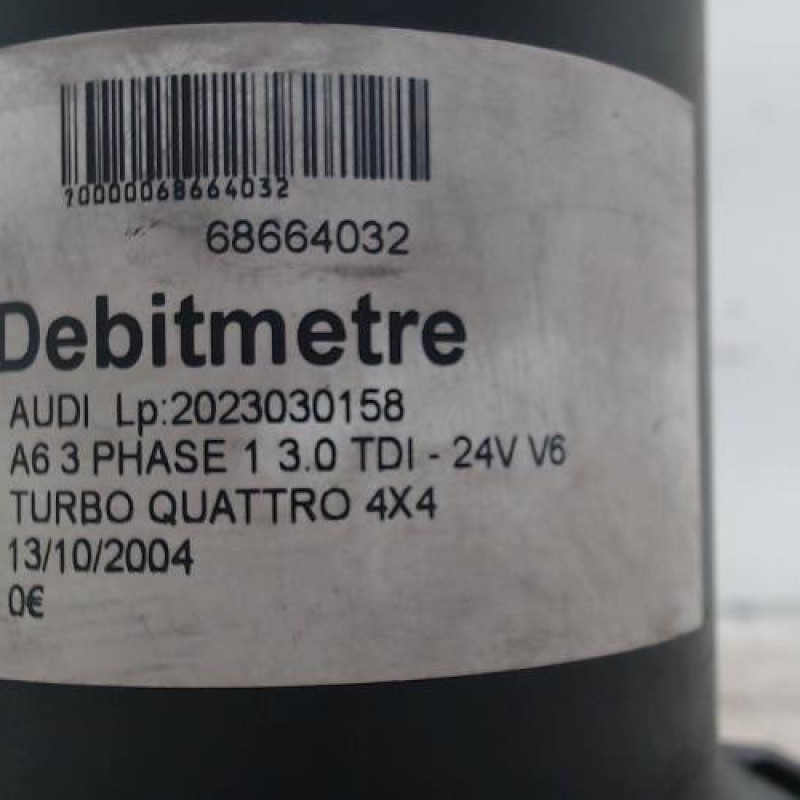 70000068664032
68664032
Debitmetre
AUDI Lp:2023030158
A6 3 PHASE 1 3.0 TDI - 24V V6
TURBO QUATTRO 4X4
13/10/2004
0€